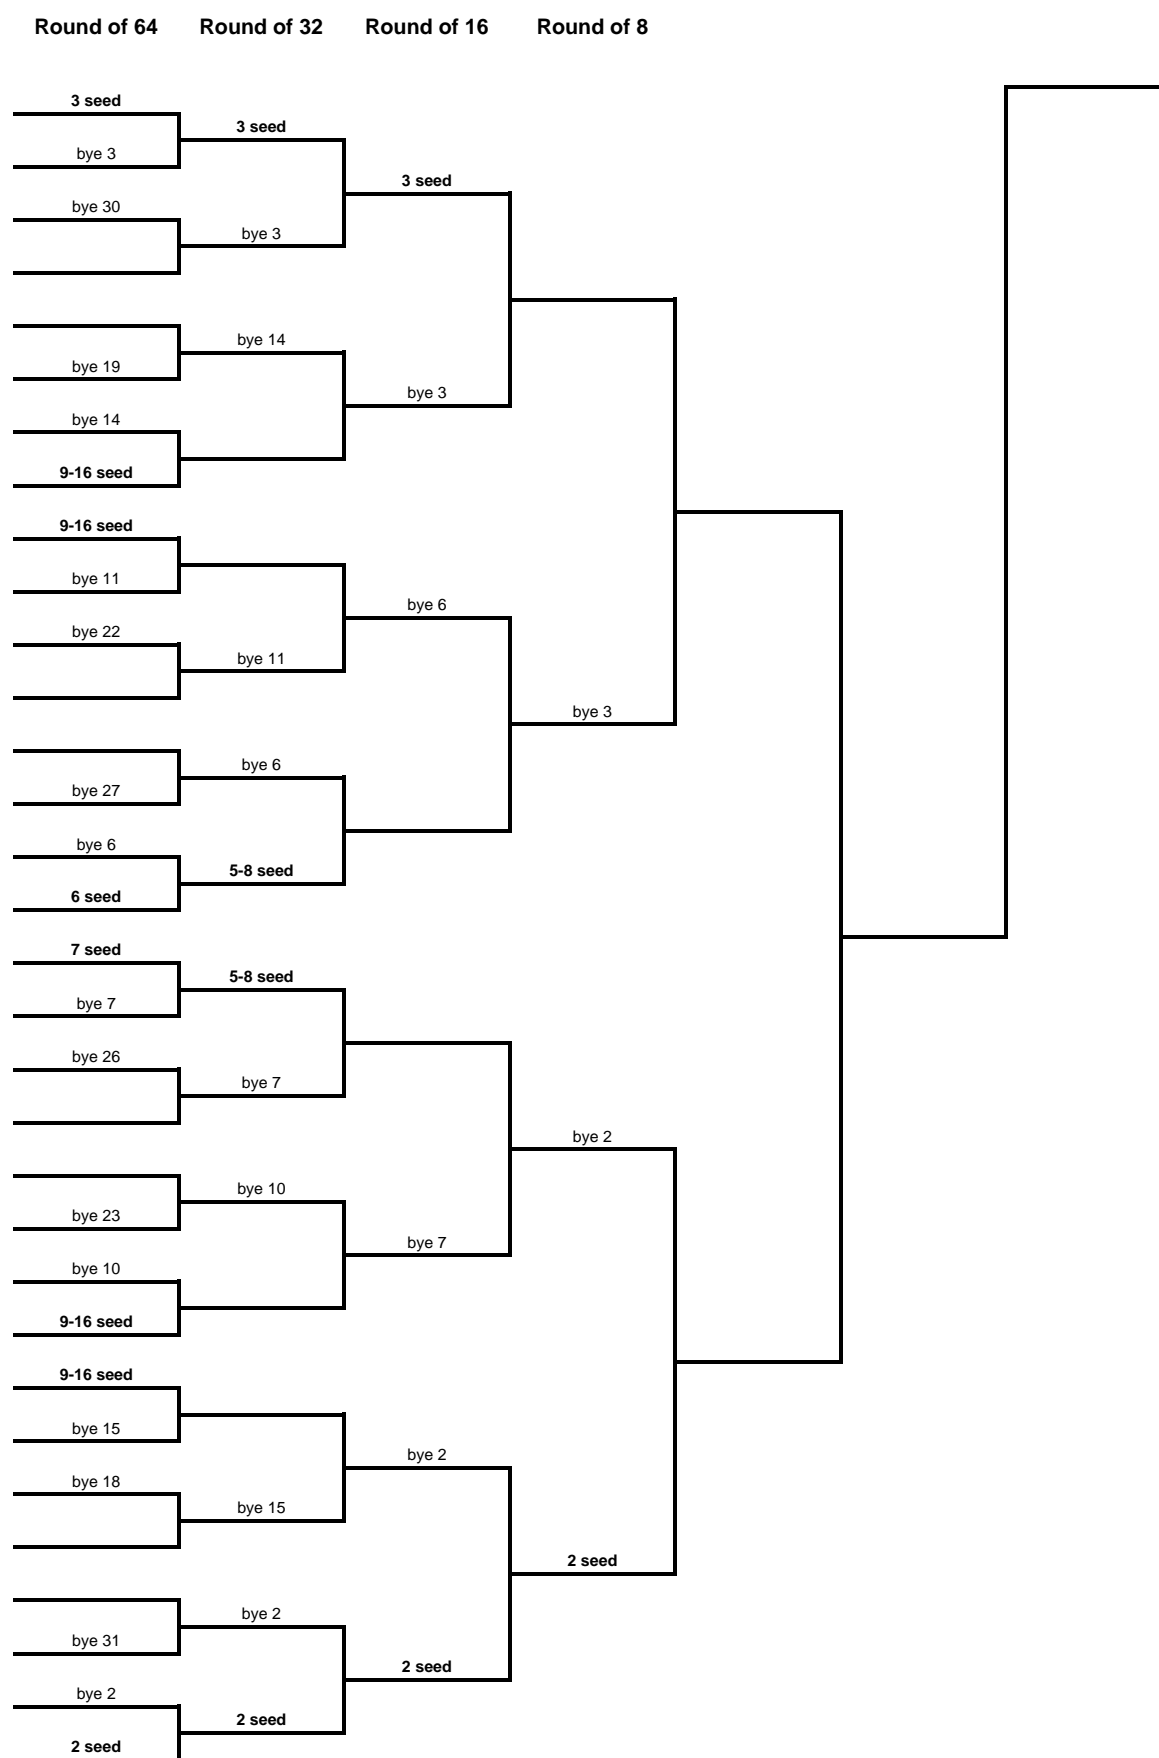 Round of 64 Round of 32 Round of 16 Round of 8
3 seed
3 seed
bye 3
3 seed
bye 30
bye 3
bye 14
bye 19
bye 3
bye 14
9-16 seed
9-16 seed
bye 11
bye 6
bye 22
bye 11
bye 3
bye 6
bye 27
bye 6
5-8 seed
6 seed
7 seed
5-8 seed
bye 7
bye 26
bye 7
bye 2
bye 10
bye 23
bye 7
bye 10
9-16 seed
9-16 seed
bye 15
bye 2
bye 18
bye 15
2 seed
bye 2
bye 31
2 seed
bye 2
2 seed
2 seed